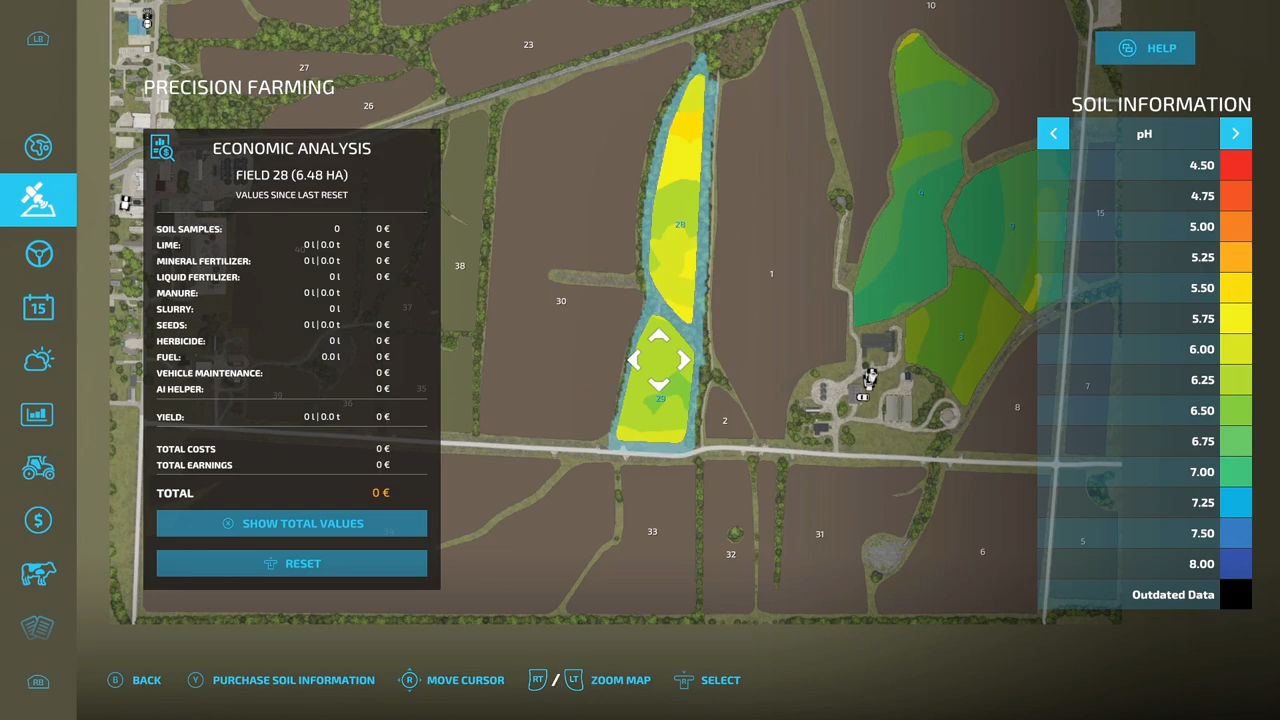 LB
PRECISION FARMING
ECONOMIC ANALYSIS
FIELD 28 (6.48 HA)
VALUES SINCE LAST RESET
SOIL SAMPLES: 0 0 €
LIME: 0 l | 0.0 t 0 €
MINERAL FERTILIZER: 0 l | 0.0 t 0 €
LIQUID FERTILIZER: 0 l 0 €
MANURE: 0 l | 0.0 t
SLURRY: 0 l
SEEDS: 0 l | 0.0 t 0 €
HERBICIDE: 0 l 0 €
FUEL: 0.0 l 0 €
VEHICLE MAINTENANCE: 0 €
AI HELPER: 0 €
YIELD: 0 l | 0.0 t 0 €
TOTAL COSTS 0 €
TOTAL EARNINGS 0 €
TOTAL 0 €
X SHOW TOTAL VALUES
RESET
15
$
RB
10
23
27
26
38
37
35
36
39
30
28
29
1
2
4
9
3
8
15
7
5
6
31
32
33
HELP
SOIL INFORMATION
pH
4.50
4.75
5.00
5.25
5.50
5.75
6.00
6.25
6.50
6.75
7.00
7.25
7.50
8.00
Outdated Data
B BACK
Y PURCHASE SOIL INFORMATION
R MOVE CURSOR
RT / LT ZOOM MAP
SELECT